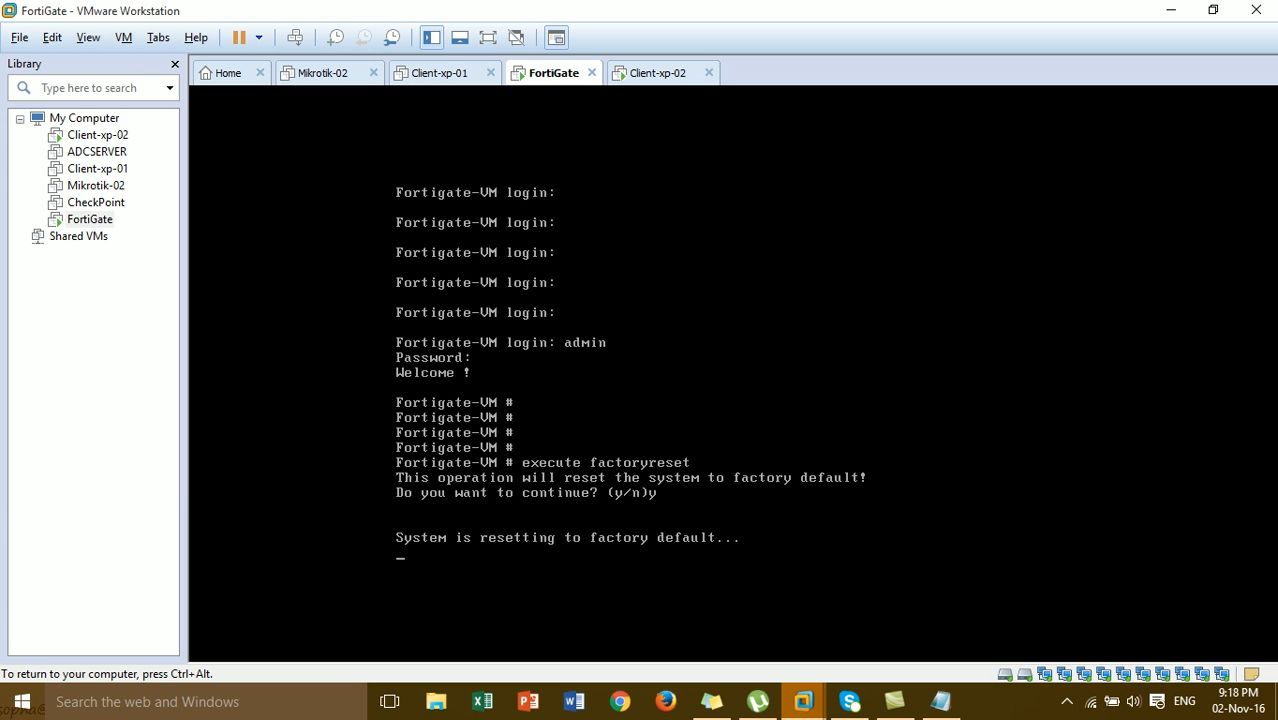 FortiGate - VMware Workstation
File Edit View VM Tabs Help
Library
Type here to search
My Computer
Client-xp-02
ADCSERVER
Client-xp-01
Mikrotik-02
CheckPoint
FortiGate
Shared VMs
Home Mikrotik-02 Client-xp-01 FortiGate Client-xp-02
Fortigate-VM login:
Fortigate-VM login:
Fortigate-VM login:
Fortigate-VM login:
Fortigate-VM login:
Fortigate-VM login: admin
Password:
Welcome !
Fortigate-VM #
Fortigate-VM #
Fortigate-VM #
Fortigate-VM #
Fortigate-VM # execute factoryreset
This operation will reset the system to factory default!
Do you want to continue? (y/n)y
System is resetting to factory default...
_
To return to your computer, press Ctrl+Alt.
Search the web and Windows
ENG
9:18 PM
02-Nov-16